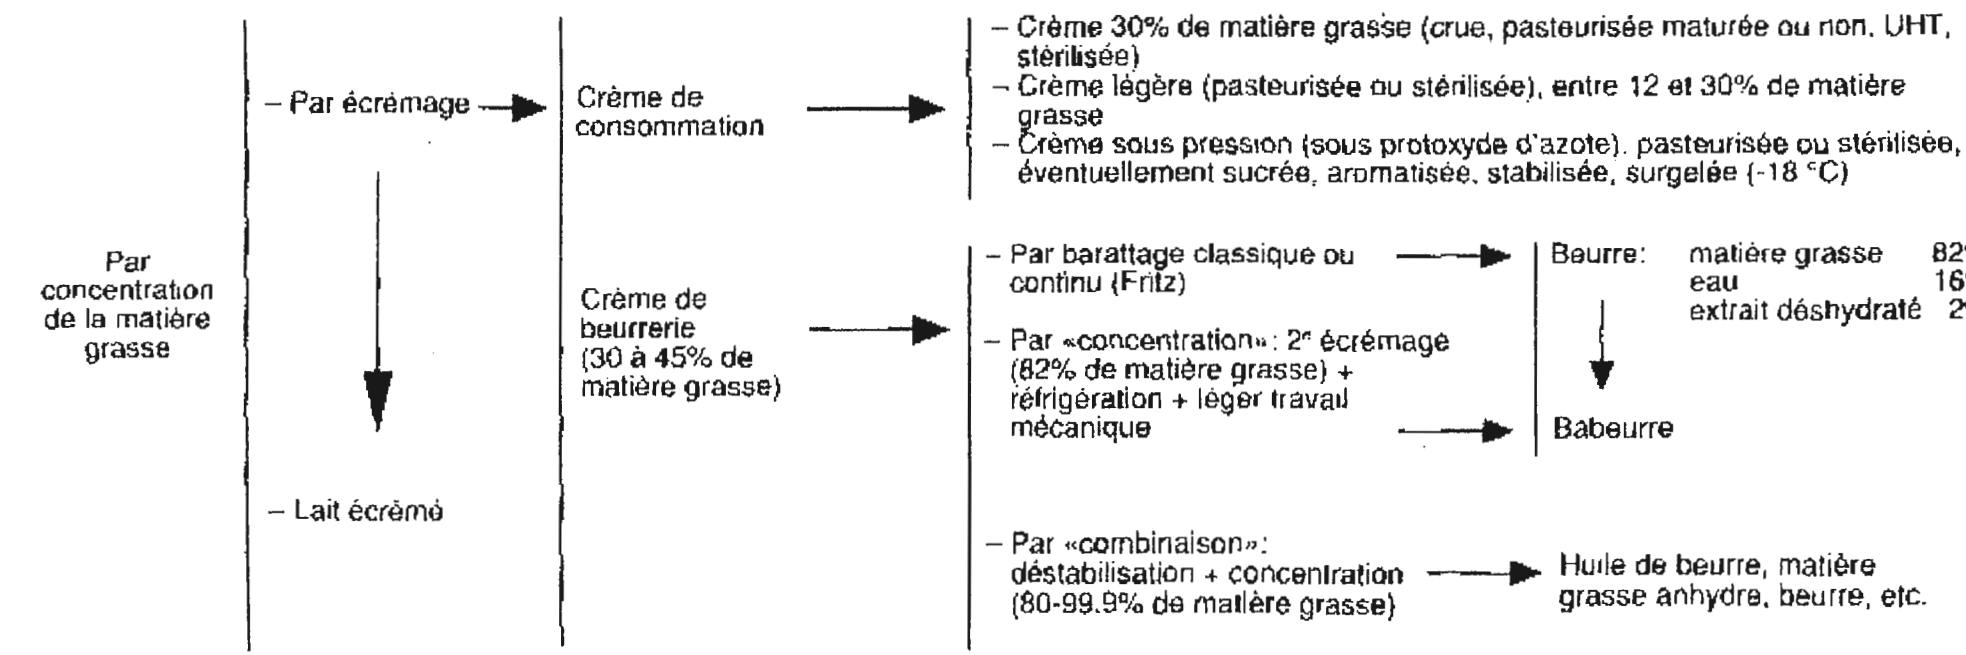 Par
concentration
de la matière
grasse
– Par écrémage
– Lait écrémé
Crème de
consommation
Crème de
beurrerie
(30 à 45% de
matière grasse)
– Crème 30% de matière grasse (crue, pasteurisée maturée ou non, UHT,
stérilisée)
– Crème légère (pasteurisée ou stérilisée), entre 12 et 30% de matière
grasse
– Crème sous pression (sous protoxyde d'azote). pasteurisée ou stérilisée,
éventuellement sucrée, aromatisée, stabilisée, surgelée (-18 °C)
– Par barattage classique ou
continu (Fritz)
– Par «concentration»: 2e écrémage
(82% de matière grasse) +
réfrigération + léger travail
mécanique
– Par «combinaison»:
déstabilisation + concentration
(80-99.9% de matière grasse)
Beurre: matière grasse 82
eau 16
extrait déshydraté 2
Babeurre
Huile de beurre, matière
grasse anhydre, beurre, etc.